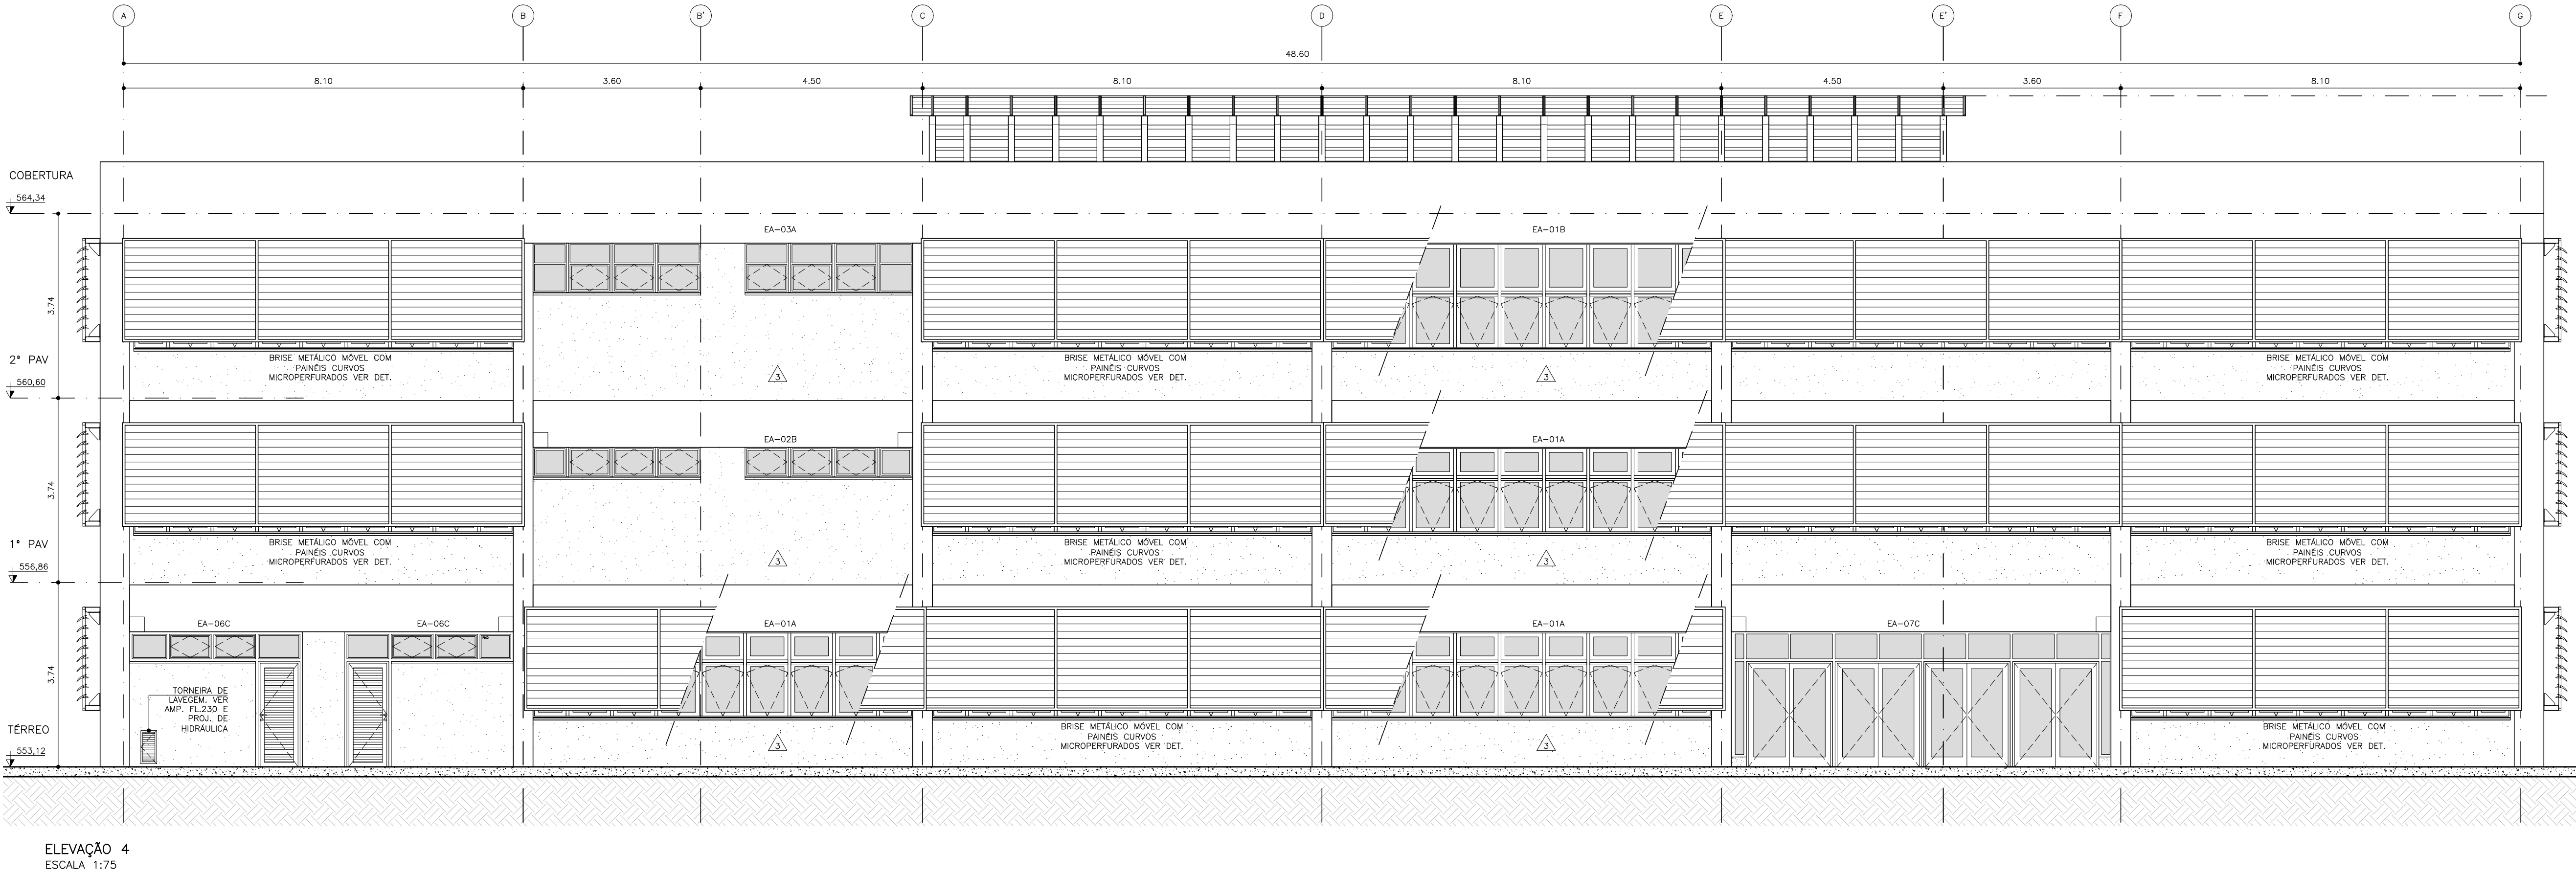 A B B' C D E E' F G
48.60
8.10 3.60 4.50 8.10 8.10 4.50 3.60 8.10
COBERTURA
564,34
EA-03A EA-01B
3.74
2° PAV
560,60
BRISE METÁLICO MÓVEL COM
PAINÉIS CURVOS
MICROPERFURADOS VER DET.
3
BRISE METÁLICO MÓVEL COM
PAINÉIS CURVOS
MICROPERFURADOS VER DET.
3
BRISE METÁLICO MÓVEL COM
PAINÉIS CURVOS
MICROPERFURADOS VER DET.
EA-02B EA-01A
3.74
1° PAV
556,86
BRISE METÁLICO MÓVEL COM
PAINÉIS CURVOS
MICROPERFURADOS VER DET.
3
BRISE METÁLICO MÓVEL COM
PAINÉIS CURVOS
MICROPERFURADOS VER DET.
3
BRISE METÁLICO MÓVEL COM
PAINÉIS CURVOS
MICROPERFURADOS VER DET.
EA-06C EA-06C EA-01A EA-01A EA-07C
3.74
TÉRREO
553,12
TORNEIRA DE
LAVEGEM. VER
AMP. FL.230 E
PROJ. DE
HIDRÁULICA
3
BRISE METÁLICO MÓVEL COM
PAINÉIS CURVOS
MICROPERFURADOS VER DET.
3
BRISE METÁLICO MÓVEL COM
PAINÉIS CURVOS
MICROPERFURADOS VER DET.
ELEVAÇÃO 4
ESCALA 1:75